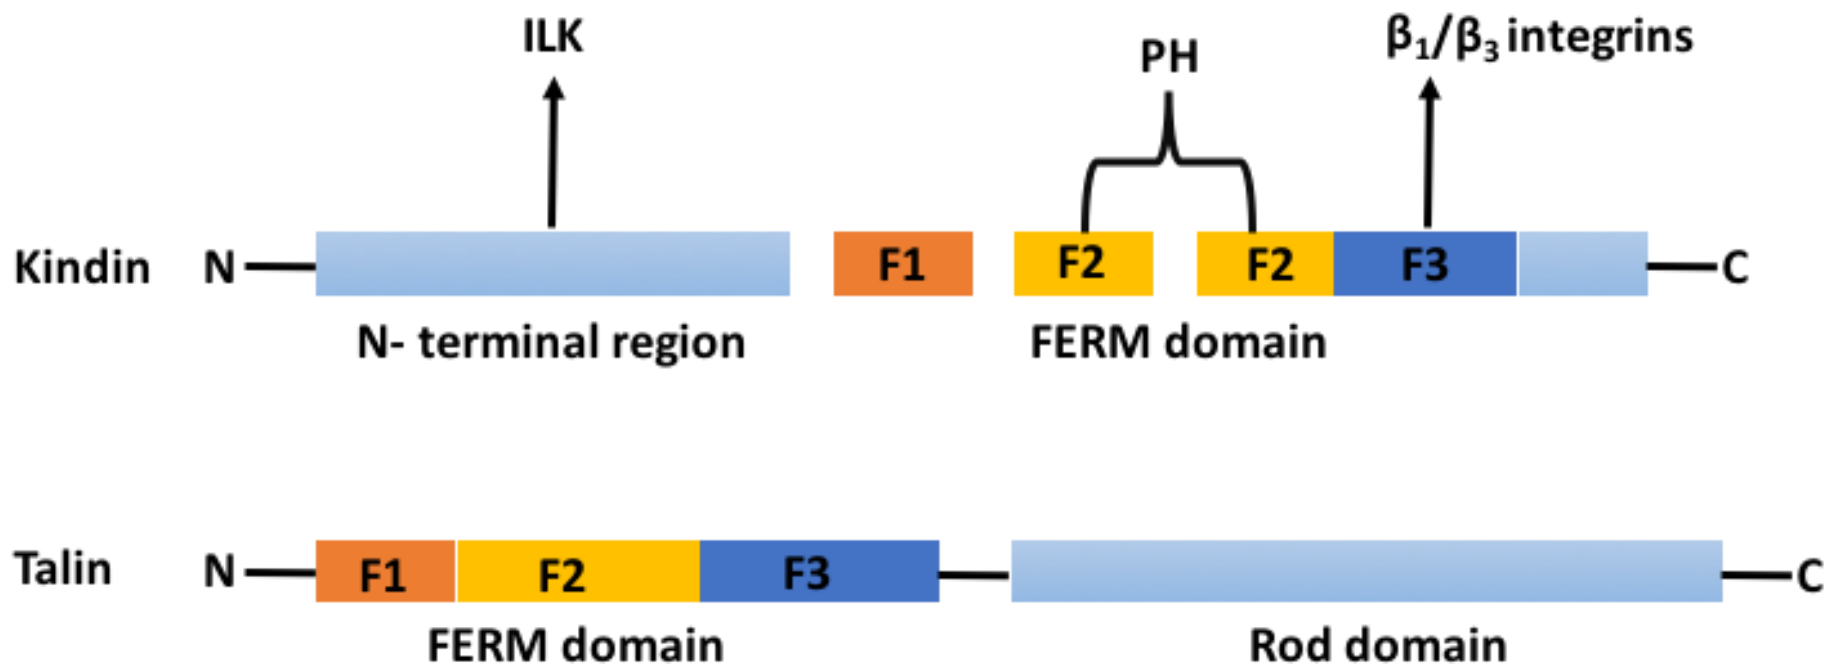 ILK
PH
β₁/β₃ integrins
Kindin N F1 F2 F2 F3 C
N- terminal region
FERM domain
Talin N F1 F2 F3 C
FERM domain
Rod domain